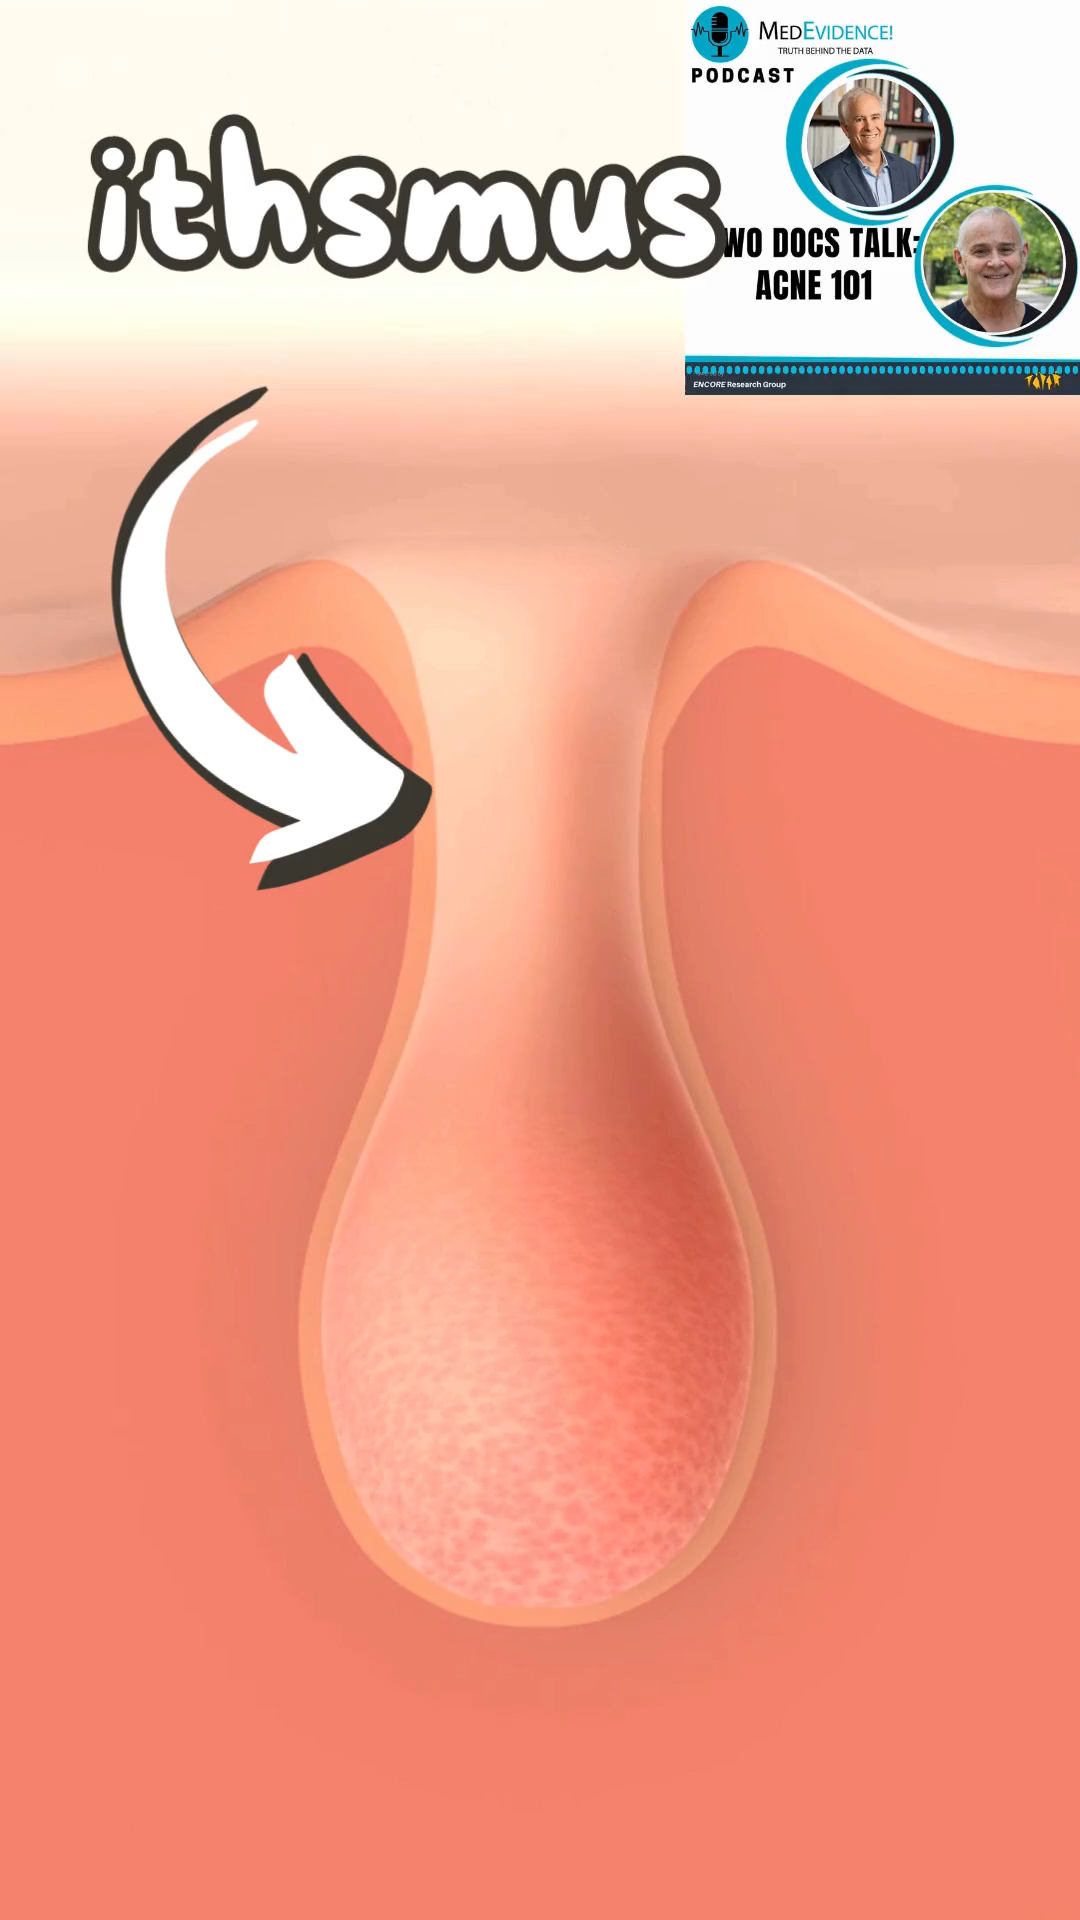 MEDEVIDENCE!
TRUTH BEHIND THE DATA
PODCAST
ithsmus
WO DOCS TALK:
ACNE 101
ENCORE Research Group